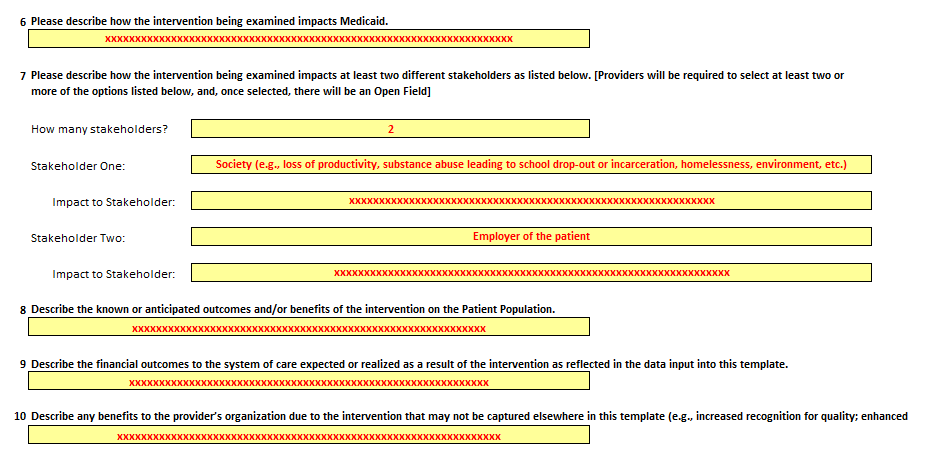 6 Please describe how the intervention being examined impacts Medicaid.
xxxxxxxxxxxxxxxxxxxxxxxxxxxxxxxxxxxxxxxxxxxxxxxxxxxxxxxxxxxxxxxxxxxx
7 Please describe how the intervention being examined impacts at least two different stakeholders as listed below. [Providers will be required to select at least two or
more of the options listed below, and, once selected, there will be an Open Field]
How many stakeholders? 2
Stakeholder One: Society (e.g., loss of productivity, substance abuse leading to school drop-out or incarceration, homelessness, environment, etc.)
Impact to Stakeholder: xxxxxxxxxxxxxxxxxxxxxxxxxxxxxxxxxxxxxxxxxxxxxxxxxxxxxxxxxxxxx
Stakeholder Two: Employer of the patient
Impact to Stakeholder: xxxxxxxxxxxxxxxxxxxxxxxxxxxxxxxxxxxxxxxxxxxxxxxxxxxxxxxxxxxxxxxxxx
8 Describe the known or anticipated outcomes and/or benefits of the intervention on the Patient Population.
xxxxxxxxxxxxxxxxxxxxxxxxxxxxxxxxxxxxxxxxxxxxxxxxxxxxxxxxxxx
9 Describe the financial outcomes to the system of care expected or realized as a result of the intervention as reflected in the data input into this template.
xxxxxxxxxxxxxxxxxxxxxxxxxxxxxxxxxxxxxxxxxxxxxxxxxxxxxxxxxxxx
10 Describe any benefits to the provider's organization due to the intervention that may not be captured elsewhere in this template (e.g., increased recognition for quality; enhanced
xxxxxxxxxxxxxxxxxxxxxxxxxxxxxxxxxxxxxxxxxxxxxxxxxxxxxxxxxxxxxxxx